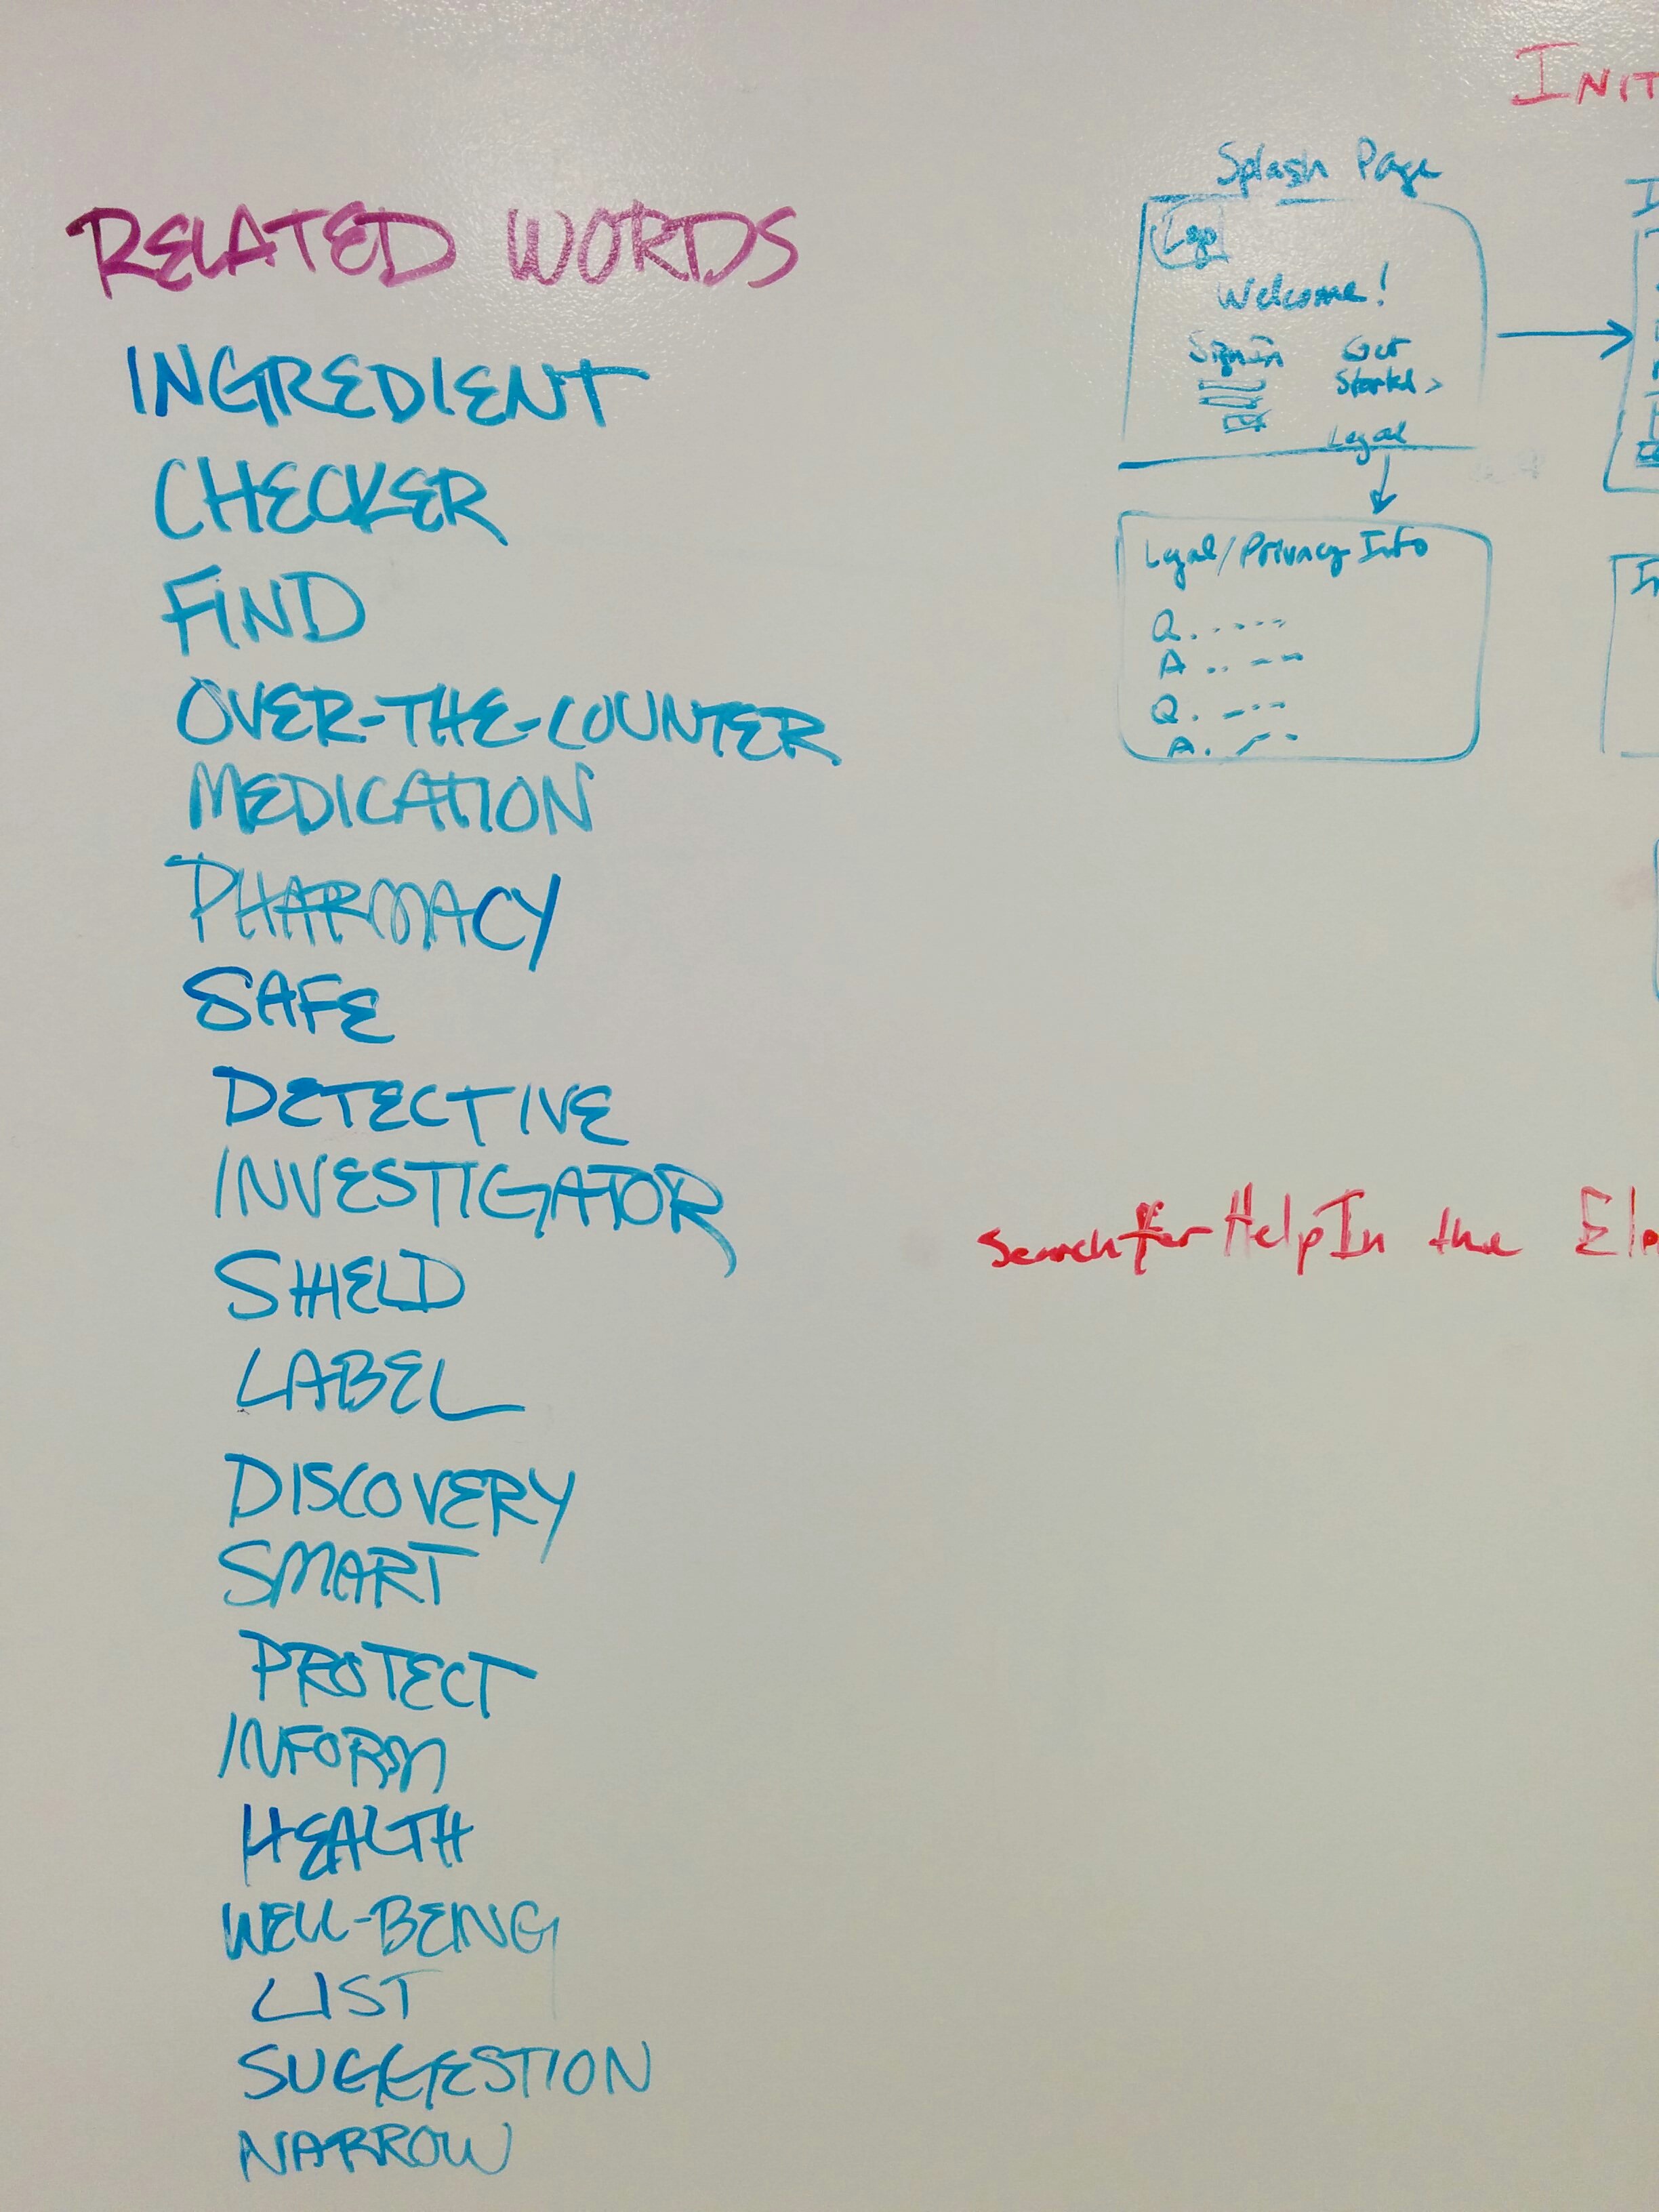 RELATED WORDS
INGREDIENT
CHECKER
FIND
OVER-THE-COUNTER
MEDICATION
PHARMACY
SAFE
DETECTIVE
INVESTIGATOR
SHIELD
LABEL
DISCOVERY
SMART
PROTECT
INFORM
HEALTH
WELL-BEING
LIST
SUGGESTION
NARROW
INIT
Splash Page
Logo
Welcome!
Sign In
Get
Started >
Legal
Legal/Privacy Info
Q.
A
Q.
A.
Search for Help In the